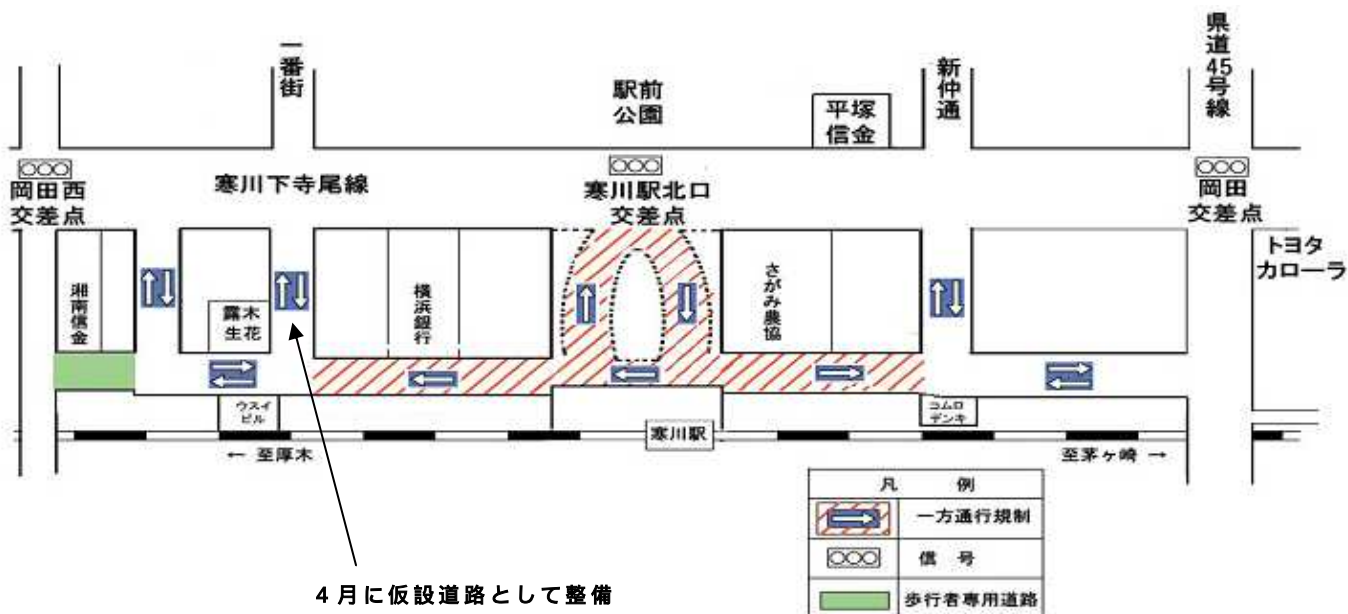 一番街
駅前
公園
平塚
信金
新仲通
県道45号線
岡田西
交差点
寒川下寺尾線
寒川駅北口
交差点
岡田
交差点
トヨタ
カローラ
湘南信金
露木
生花
横浜銀行
さがみ農協
ウスイ
ビル
コムロ
デンキ
寒川駅
← 至厚木
至茅ヶ崎 →
凡 例
一方通行規制
信 号
歩行者専用道路
4月に仮設道路として整備